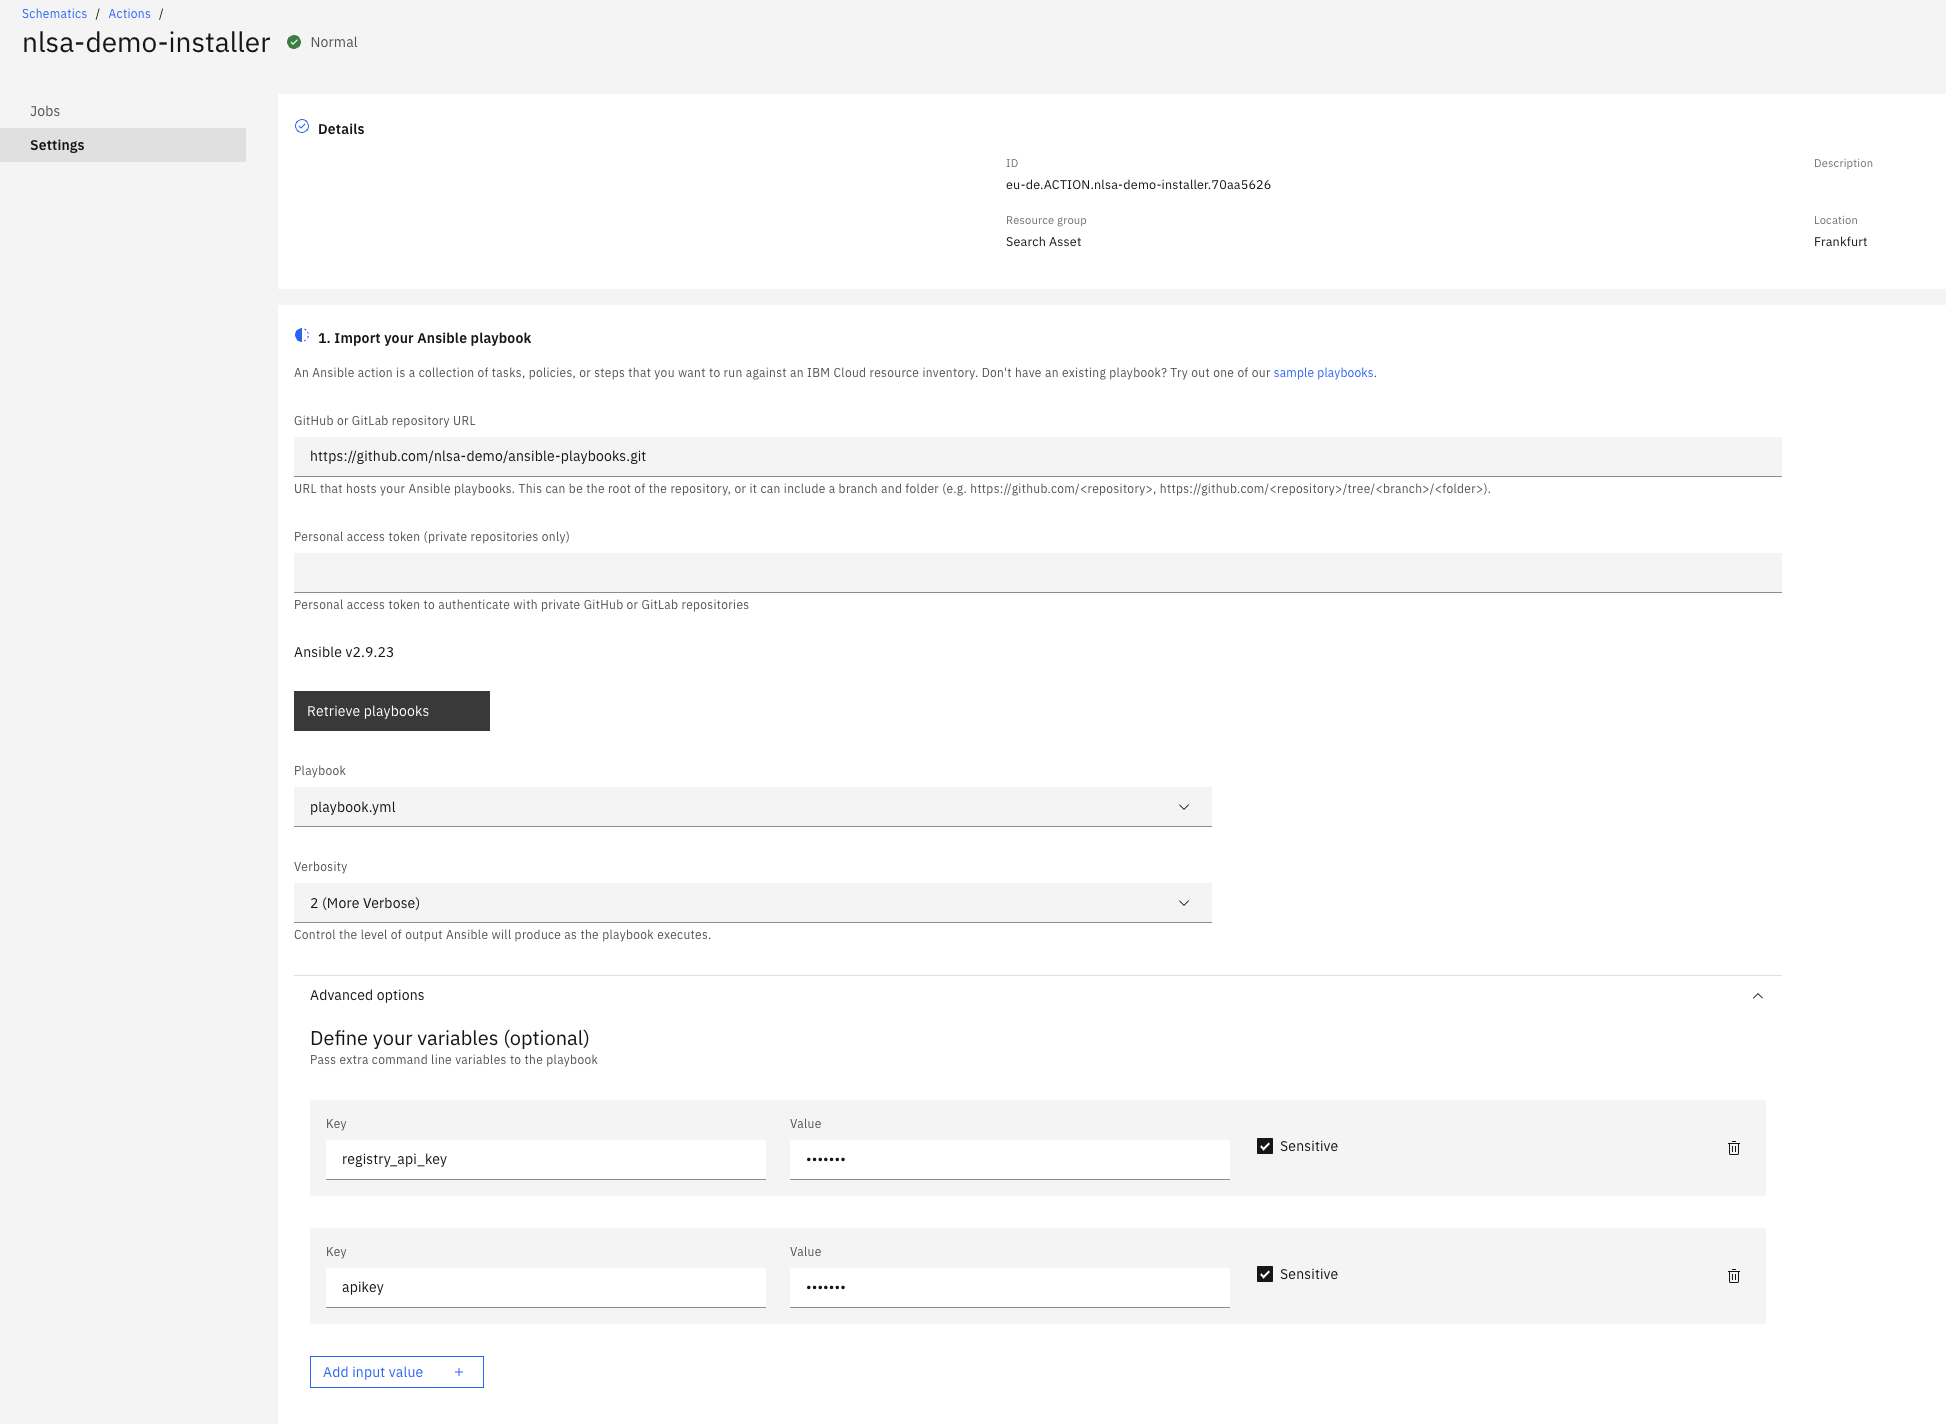 Schematics / Actions /
nlsa-demo-installer Normal
Jobs
Settings
Details
ID
eu-de.ACTION.nlsa-demo-installer.70aa5626
Description
Resource group
Search Asset
Location
Frankfurt
1. Import your Ansible playbook
An Ansible action is a collection of tasks, policies, or steps that you want to run against an IBM Cloud resource inventory. Don't have an existing playbook? Try out one of our sample playbooks.
GitHub or GitLab repository URL
https://github.com/nlsa-demo/ansible-playbooks.git
URL that hosts your Ansible playbooks. This can be the root of the repository, or it can include a branch and folder (e.g. https://github.com/<repository>, https://github.com/<repository>/tree/<branch>/<folder>).
Personal access token (private repositories only)
Personal access token to authenticate with private GitHub or GitLab repositories
Ansible v2.9.23
Retrieve playbooks
Playbook
playbook.yml
Verbosity
2 (More Verbose)
Control the level of output Ansible will produce as the playbook executes.
Advanced options
Define your variables (optional)
Pass extra command line variables to the playbook
Key Value
registry_api_key ••••••• Sensitive
Key Value
apikey ••••••• Sensitive
Add input value +